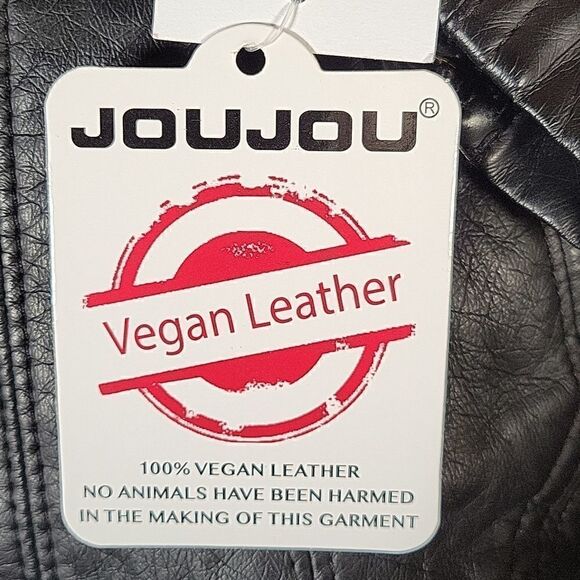 JOUJOU®
Vegan Leather
100% VEGAN LEATHER
NO ANIMALS HAVE BEEN HARMED
IN THE MAKING OF THIS GARMENT